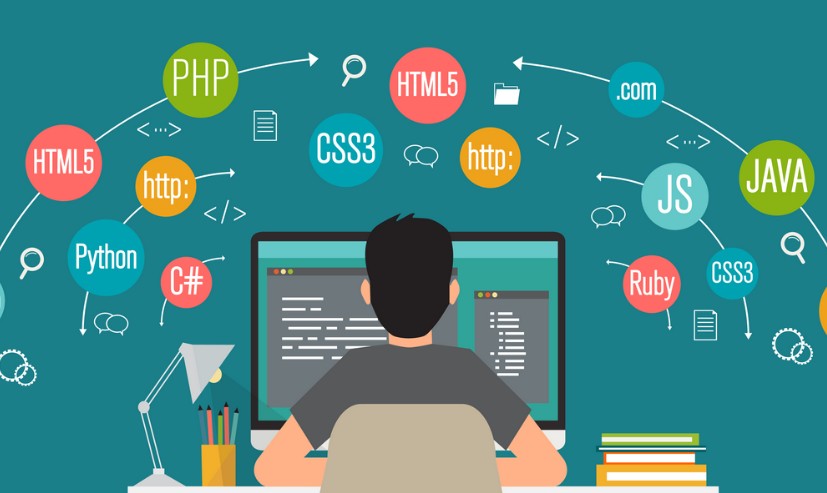 PHP
HTML5
.com
CSS3
http:
HTML5
http:
JS
JAVA
Python
C#
Ruby
CSS3